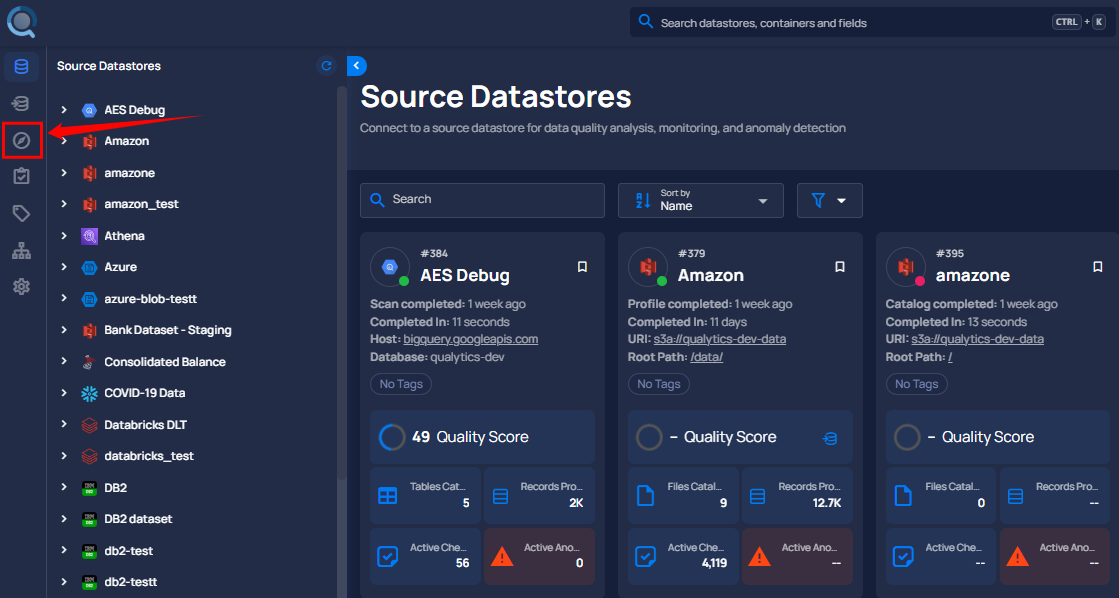 Search datastores, containers and fields
CTRL + K
Source Datastores
AES Debug
Amazon
amazone
amazon_test
Athena
Azure
azure-blob-testt
Bank Dataset - Staging
Consolidated Balance
COVID-19 Data
Databricks DLT
databricks_test
DB2
DB2 dataset
db2-test
db2-testt
Source Datastores
Connect to a source datastore for data quality analysis, monitoring, and anomaly detection
Search
Sort by
Name
#384
AES Debug
Scan completed: 1 week ago
Completed In: 11 seconds
Host: bigquery.googleapis.com
Database: qualytics-dev
No Tags
49 Quality Score
Tables Cat...
5
Records Pro...
2K
Active Che...
56
Active Ano...
0
#379
Amazon
Profile completed: 1 week ago
Completed In: 11 days
URI: s3a://qualytics-dev-data
Root Path: /data/
No Tags
– Quality Score
Files Catal...
9
Records Pro...
12.7K
Active Che...
4,119
Active Ano...
--
#395
amazone
Catalog completed: 1 week ago
Completed In: 13 seconds
URI: s3a://qualytics-dev-data
Root Path: /
No Tags
– Quality Score
Files Catal...
0
Records Pro...
--
Active Che...
--
Active Ano...
--